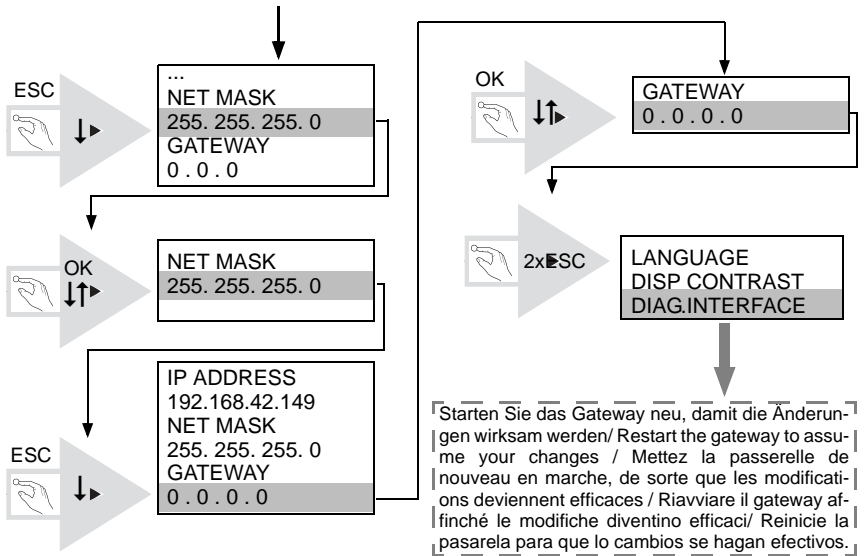 ESC
...
NET MASK
255. 255. 255. 0
GATEWAY
0 . 0 . 0
OK
NET MASK
255. 255. 255. 0
ESC
IP ADDRESS
192.168.42.149
NET MASK
255. 255. 255. 0
GATEWAY
0 . 0 . 0 . 0
OK
GATEWAY
0 . 0 . 0 . 0
2xESC
LANGUAGE
DISP CONTRAST
DIAG.INTERFACE
Starten Sie das Gateway neu, damit die Änderun-
gen wirksam werden/ Restart the gateway to assu-
me your changes / Mettez la passerelle de
nouveau en marche, de sorte que les modificati-
ons deviennent efficaces / Riavviare il gateway af-
finché le modifiche diventino efficaci/ Reinicie la
pasarela para que lo cambios se hagan efectivos.